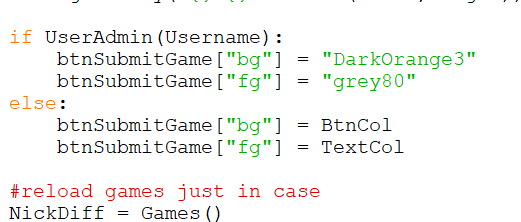 if UserAdmin(Username):
    btnSubmitGame["bg"] = "DarkOrange3"
    btnSubmitGame["fg"] = "grey80"
else:
    btnSubmitGame["bg"] = BtnCol
    btnSubmitGame["fg"] = TextCol

#reload games just in case
NickDiff = Games()